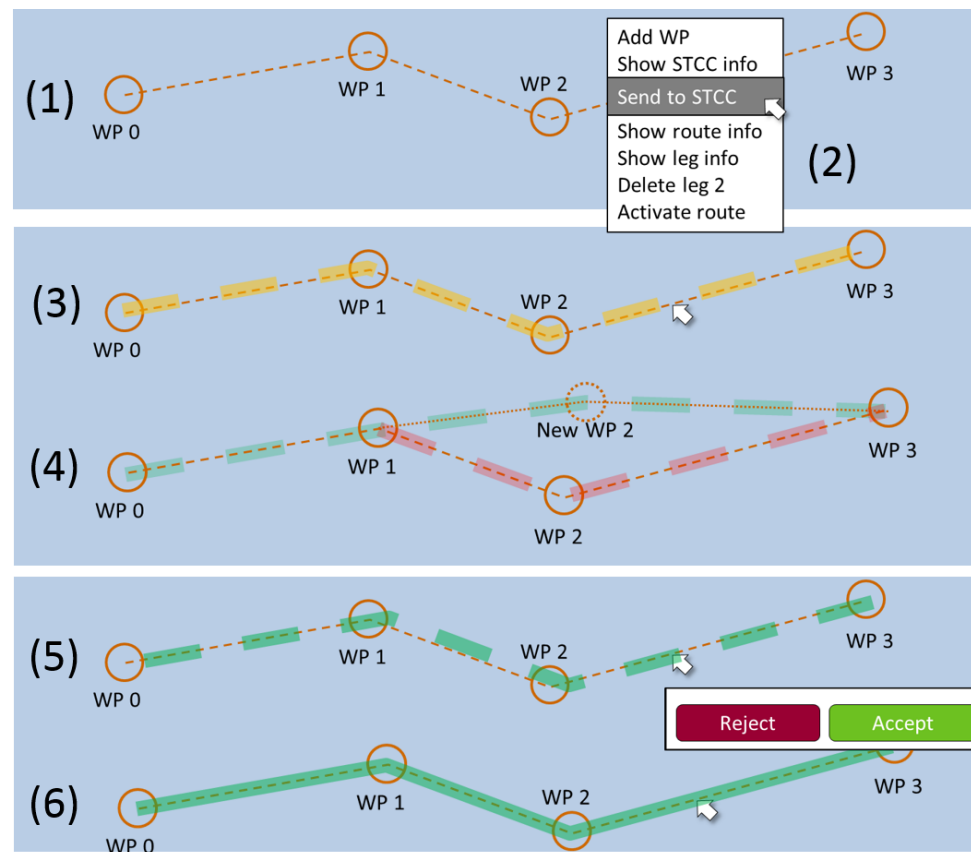 (1)
WP 0
WP 1
WP 2
WP 3
Add WP
Show STCC info
Send to STCC
Show route info
Show leg info
Delete leg 2
Activate route
(2)
(3)
WP 0
WP 1
WP 2
WP 3
(4)
WP 0
WP 1
New WP 2
WP 2
WP 3
(5)
WP 0
WP 1
WP 2
WP 3
Reject
Accept
(6)
WP 0
WP 1
WP 2
WP 3